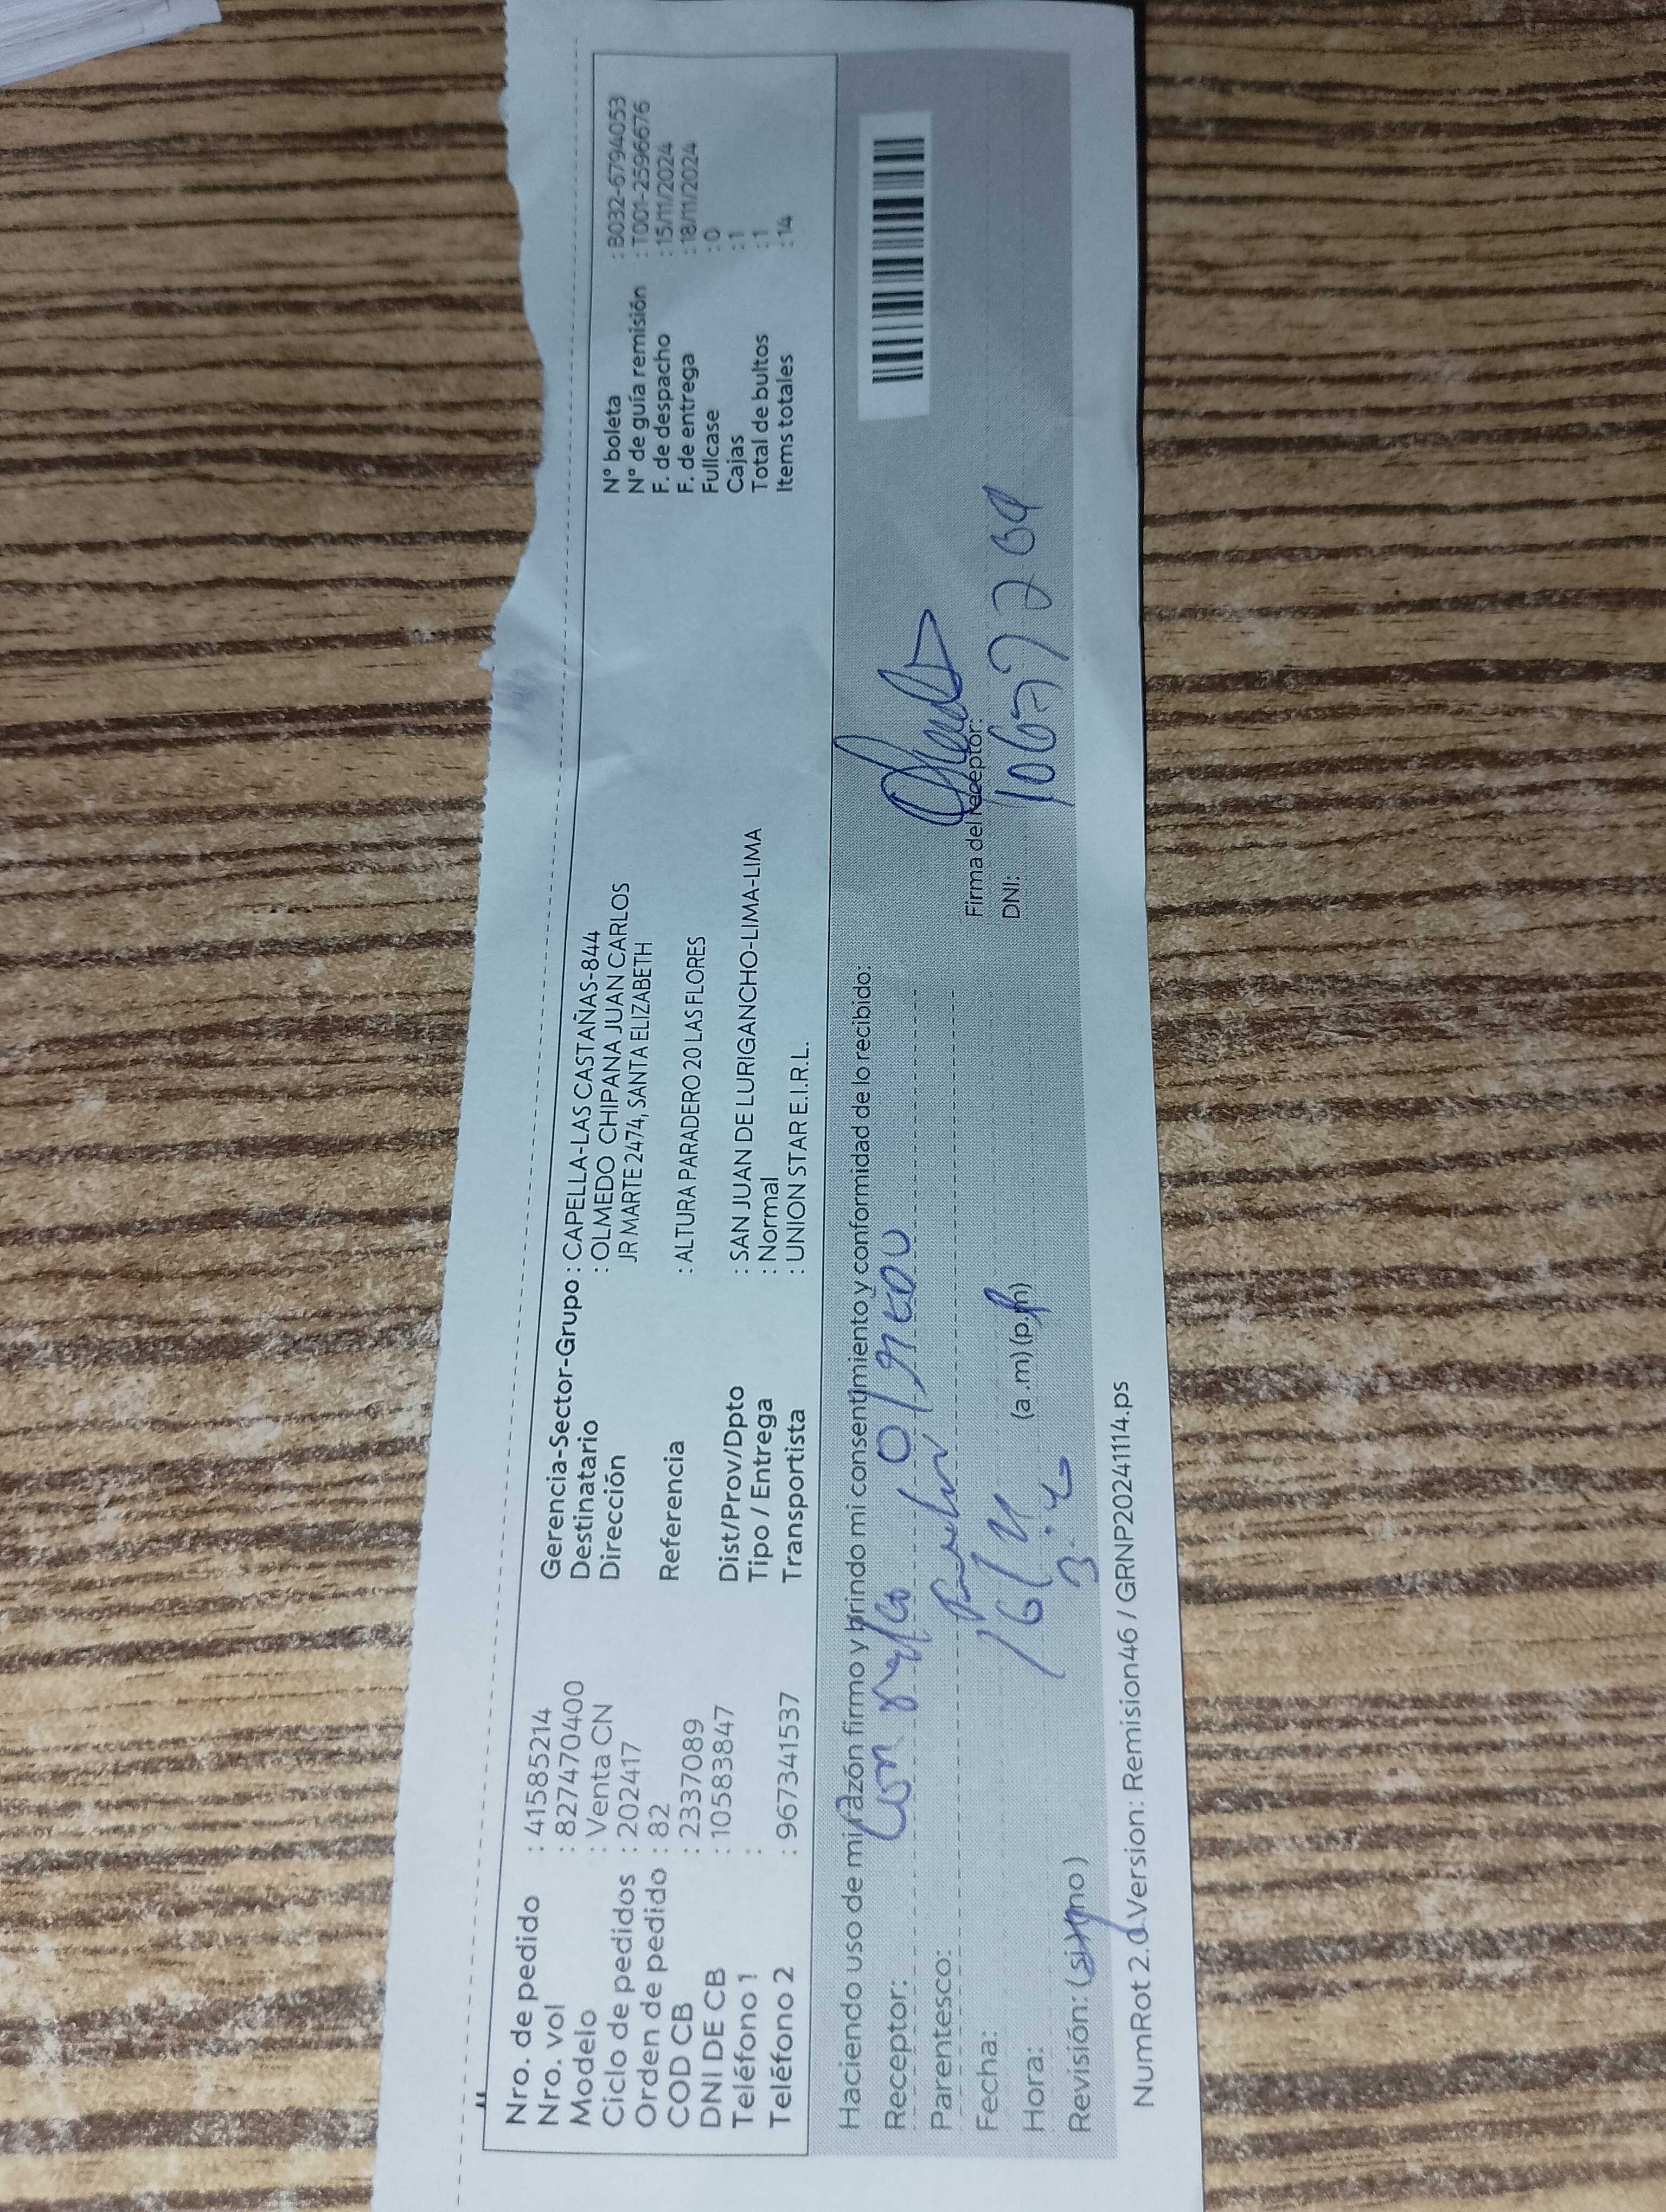 Nro. de pedido : 41585214
Nro. vol : 8274704​00
Modelo : Venta CN
Ciclo de pedidos : 202417
Orden de pedido : 82
COD CB : 2337089
DNI DE CB : 10583847
Teléfono 1 :
Teléfono 2 : 967341537
Gerencia-Sector-Grupo : CAPELLA-LAS CASTAÑAS-844
Destinatario : OLMEDO CHIPANA JUAN CARLOS
Dirección JR MARTE 2474, SANTA ELIZABETH
Referencia : ALTURA PARADERO 20 LAS FLORES
Dist/Prov/Dpto : SAN JUAN DE LURIGANCHO-LIMA-LIMA
Tipo / Entrega : Normal
Transportista : UNION STAR E.I.R.L.
N° boleta : B032-6794053
N° de guía remisión : T001-2596676
F. de despacho : 15/11/2024
F. de entrega : 18/11/2024
Fullcase : 0
Cajas : 1
Total de bultos : 1
Items totales : 14
Haciendo uso de mi razón firmo y brindo mi consentimiento y conformidad de lo recibido:
Receptor:
Parentesco:
Fecha: 16/11
Hora: (a.m) (p.m)
Revisión: (si) (no)
Firma del receptor:
DNI:
NumRot 2.0 Version: Remision46 / GRNP20241114.ps